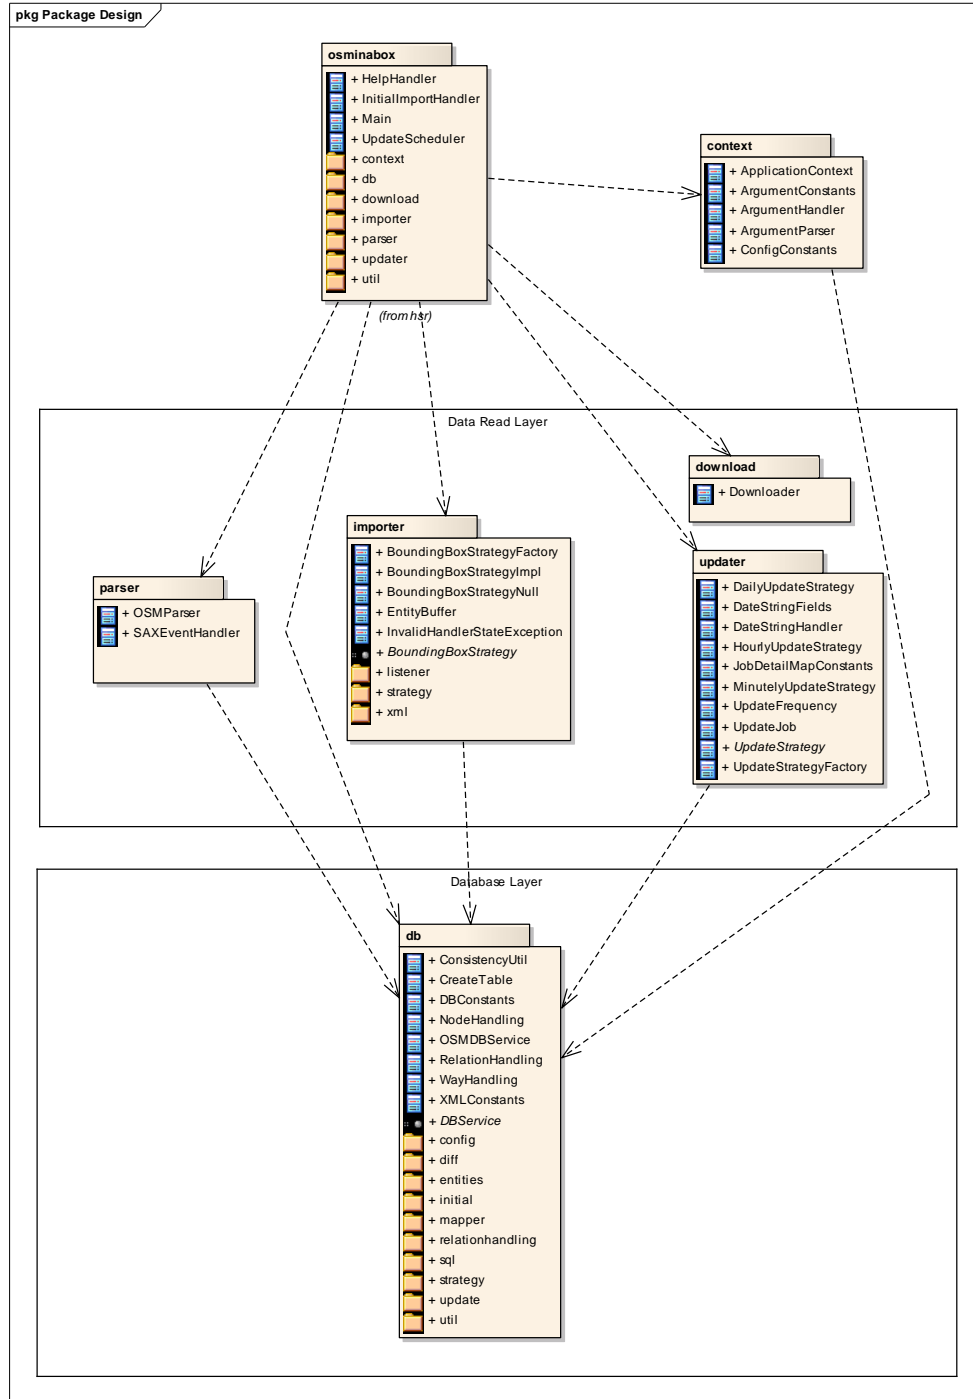 pkg Package Design
osminabox
+ HelpHandler
+ InitialImportHandler
+ Main
+ UpdateScheduler
+ context
+ db
+ download
+ importer
+ parser
+ updater
+ util
(from hsr)
context
+ ApplicationContext
+ ArgumentConstants
+ ArgumentHandler
+ ArgumentParser
+ ConfigConstants
Data Read Layer
download
+ Downloader
importer
+ BoundingBoxStrategyFactory
+ BoundingBoxStrategyImpl
+ BoundingBoxStrategyNull
+ EntityBuffer
+ InvalidHandlerStateException
+ BoundingBoxStrategy
+ listener
+ strategy
+ xml
updater
+ DailyUpdateStrategy
+ DateStringFields
+ DateStringHandler
+ HourlyUpdateStrategy
+ JobDetailMapConstants
+ MinutelyUpdateStrategy
+ UpdateFrequency
+ UpdateJob
+ UpdateStrategy
+ UpdateStrategyFactory
parser
+ OSMParser
+ SAXEventHandler
Database Layer
db
+ ConsistencyUtil
+ CreateTable
+ DBConstants
+ NodeHandling
+ OSMDBService
+ RelationHandling
+ WayHandling
+ XMLConstants
+ DBService
+ config
+ diff
+ entities
+ initial
+ mapper
+ relationhandling
+ sql
+ strategy
+ update
+ util